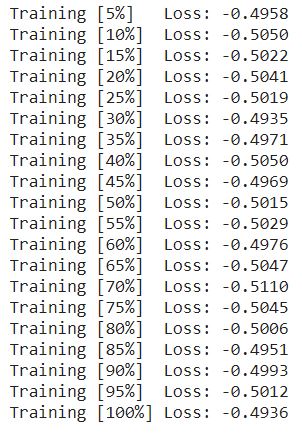 Training [5%] Loss: -0.4958
Training [10%] Loss: -0.5050
Training [15%] Loss: -0.5022
Training [20%] Loss: -0.5041
Training [25%] Loss: -0.5019
Training [30%] Loss: -0.4935
Training [35%] Loss: -0.4971
Training [40%] Loss: -0.5050
Training [45%] Loss: -0.4969
Training [50%] Loss: -0.5015
Training [55%] Loss: -0.5029
Training [60%] Loss: -0.4976
Training [65%] Loss: -0.5047
Training [70%] Loss: -0.5110
Training [75%] Loss: -0.5045
Training [80%] Loss: -0.5006
Training [85%] Loss: -0.4951
Training [90%] Loss: -0.4993
Training [95%] Loss: -0.5012
Training [100%] Loss: -0.4936